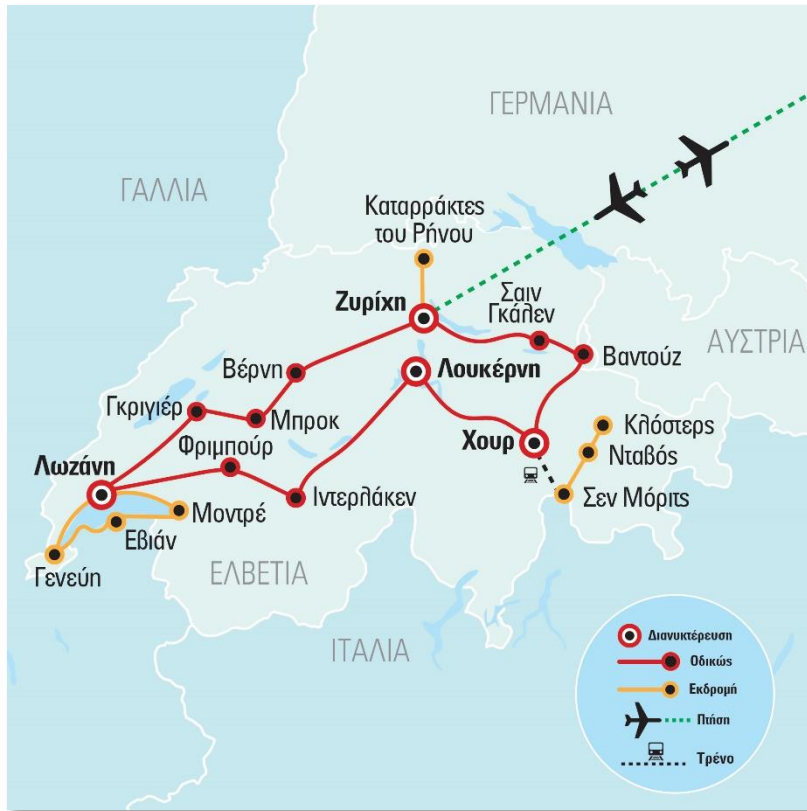 ΓΕΡΜΑΝΙΑ
ΓΑΛΛΙΑ
Καταρράκτες
του Ρήνου
Ζυρίχη
Σαιν
Γκάλεν
ΑΥΣΤΡΙΑ
Βαντούζ
Βέρνη
Λουκέρνη
Γκριγιέρ
Μπροκ
Κλόστερς
Χουρ
Φριμπούρ
Νταβός
Λωζάνη
Ιντερλάκεν
Σεν Μόριτς
Μοντρέ
Εβιάν
Γενεύη
ΕΛΒΕΤΙΑ
ΙΤΑΛΙΑ
Διανυκτέρευση
Οδικώς
Εκδρομή
Πτήση
Τρένο